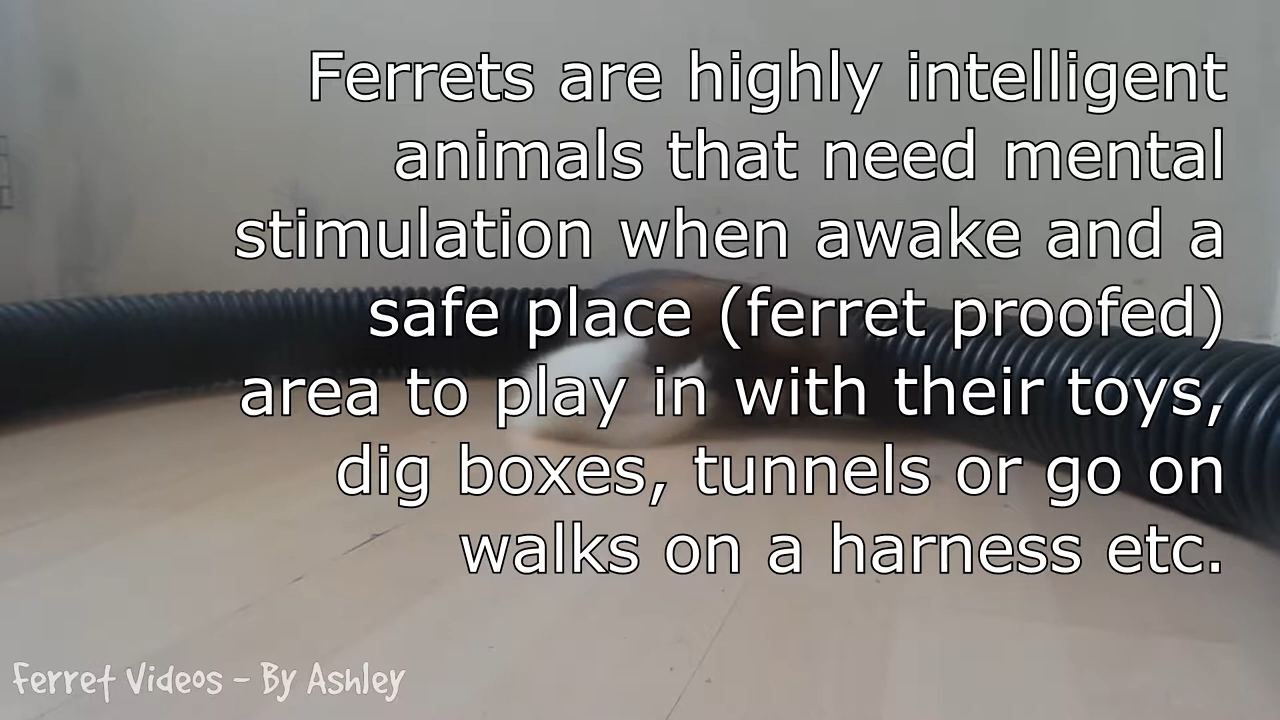 Ferrets are highly intelligent
animals that need mental
stimulation when awake and a
safe place (ferret proofed)
area to play in with their toys,
dig boxes, tunnels or go on
walks on a harness etc.
Ferret Videos - By Ashley